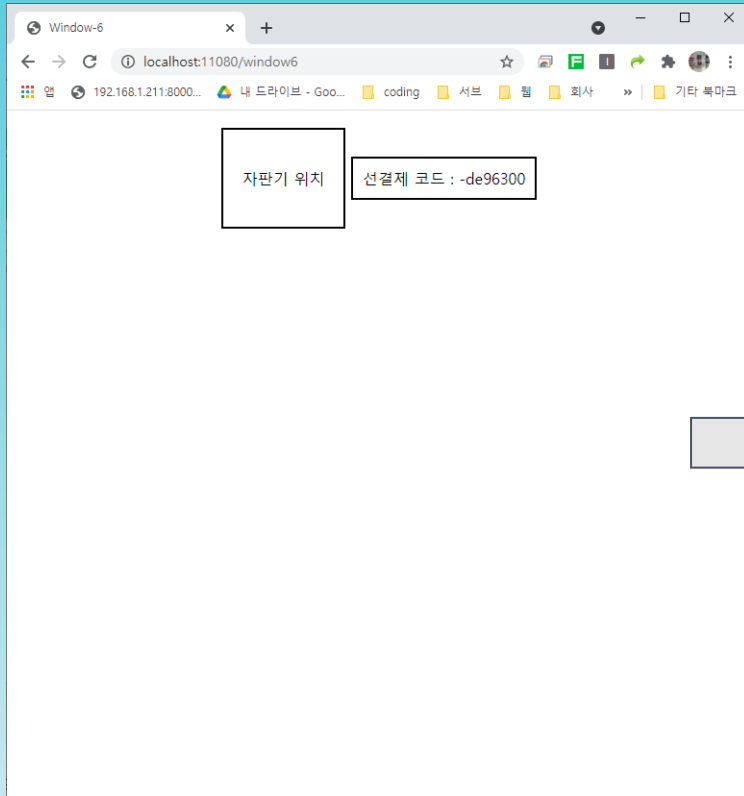 Window-6
localhost:11080/window6
앱
192.168.1.211:8000...
내 드라이브 - Goo...
coding
서브
웹
회사
»
기타 북마크
자판기 위치
선결제 코드 : -de96300